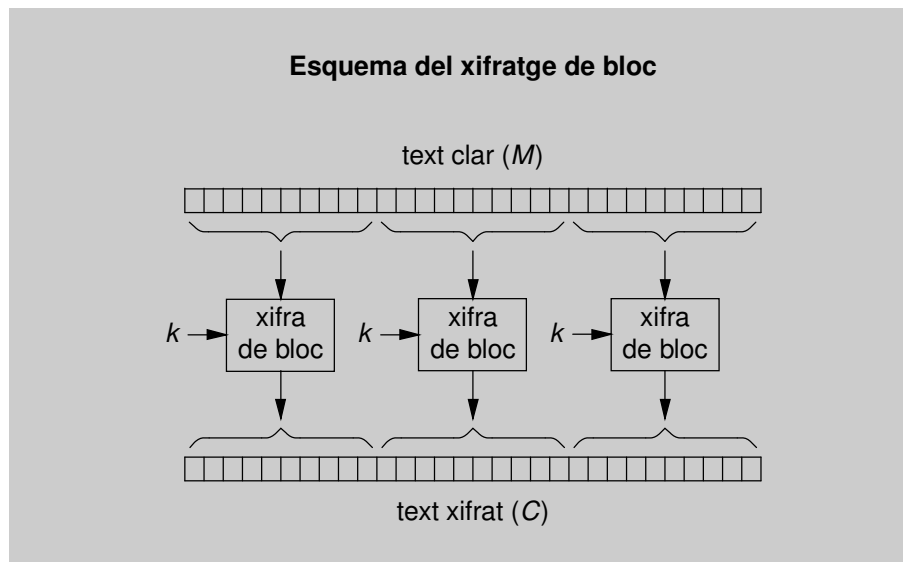 Esquema del xifratge de bloc
text clar (M)
k
xifra
de bloc
k
xifra
de bloc
k
xifra
de bloc
text xifrat (C)